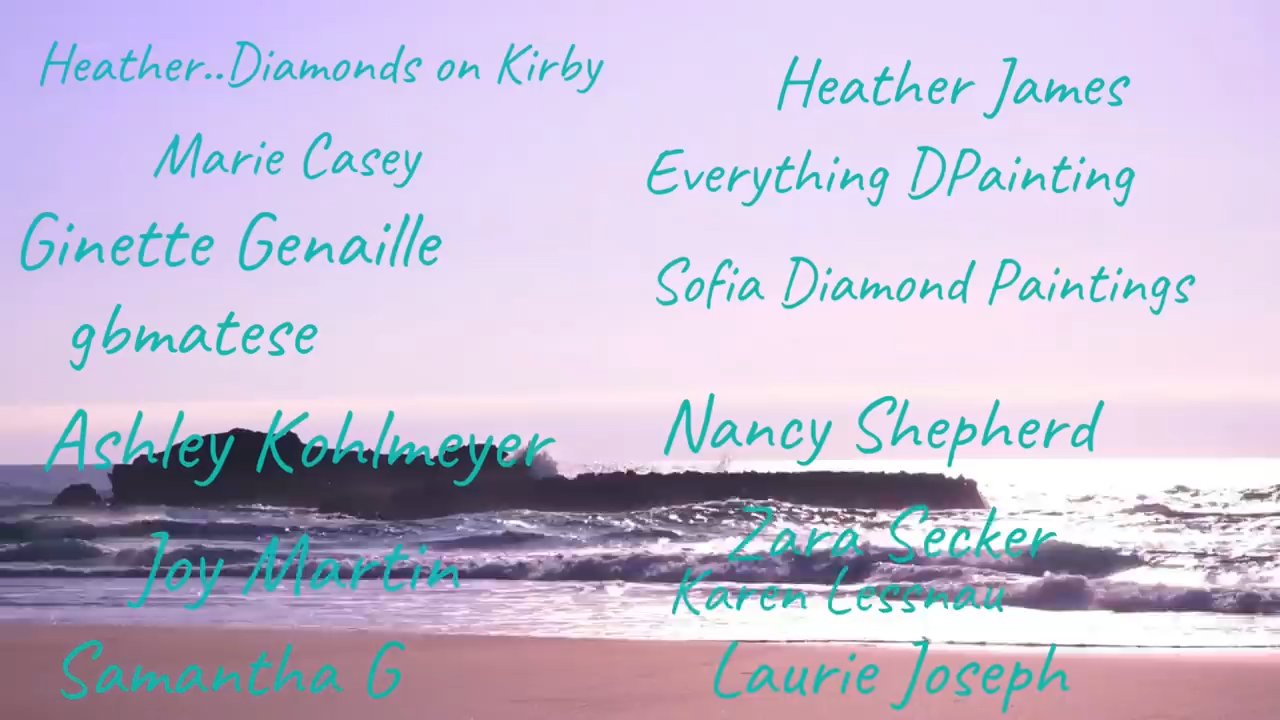 Heather..Diamonds on Kirby
Marie Casey
Ginette Genaille
gbmatese
Ashley Kohlmeyer
Joy Martin
Samantha G
Heather James
Everything DPainting
Sofia Diamond Paintings
Nancy Shepherd
Zara Secker
Karen Lessnau
Laurie Joseph